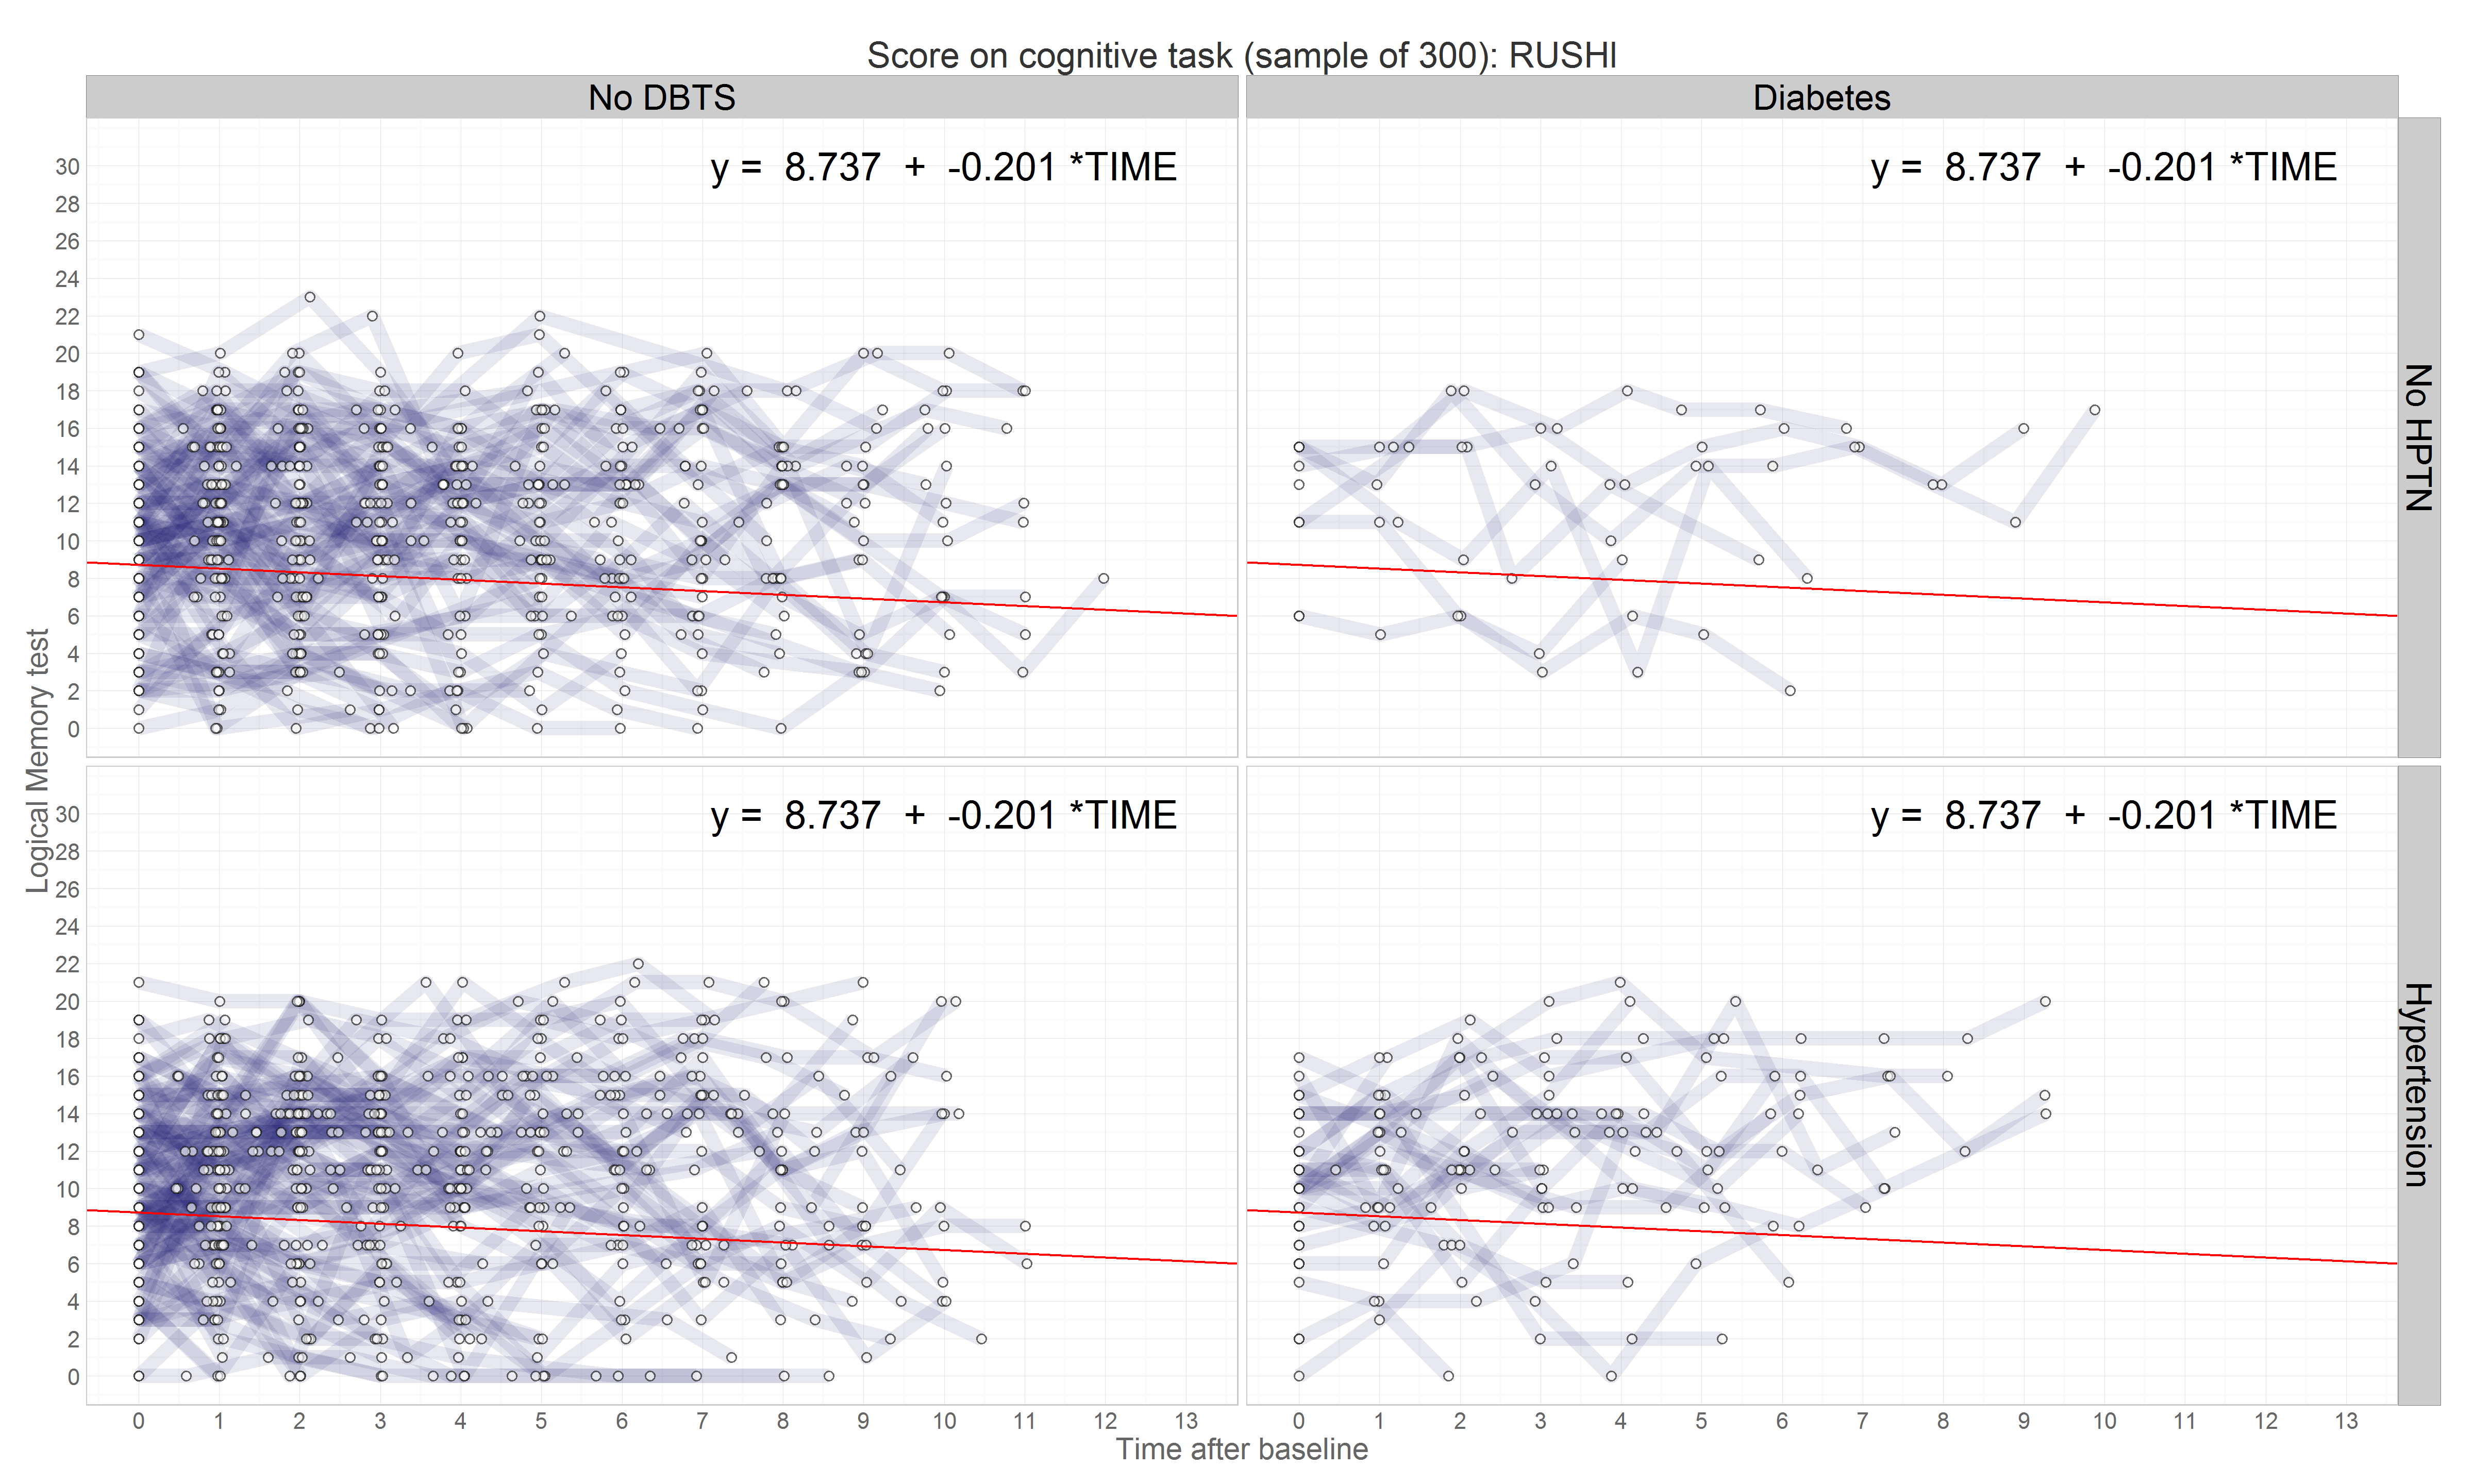 Score on cognitive task (sample of 300): RUSHI
No DBTS
Diabetes
y = 8.737 + -0.201 *TIME
y = 8.737 + -0.201 *TIME
No HPTN
30
28
26
24
22
20
18
16
14
12
10
8
6
4
2
0
Logical Memory test
y = 8.737 + -0.201 *TIME
y = 8.737 + -0.201 *TIME
Hypertenision
30
28
26
24
22
20
18
16
14
12
10
8
6
4
2
0
0 1 2 3 4 5 6 7 8 9 10 11 12 13
0 1 2 3 4 5 6 7 8 9 10 11 12 13
Time after baseline